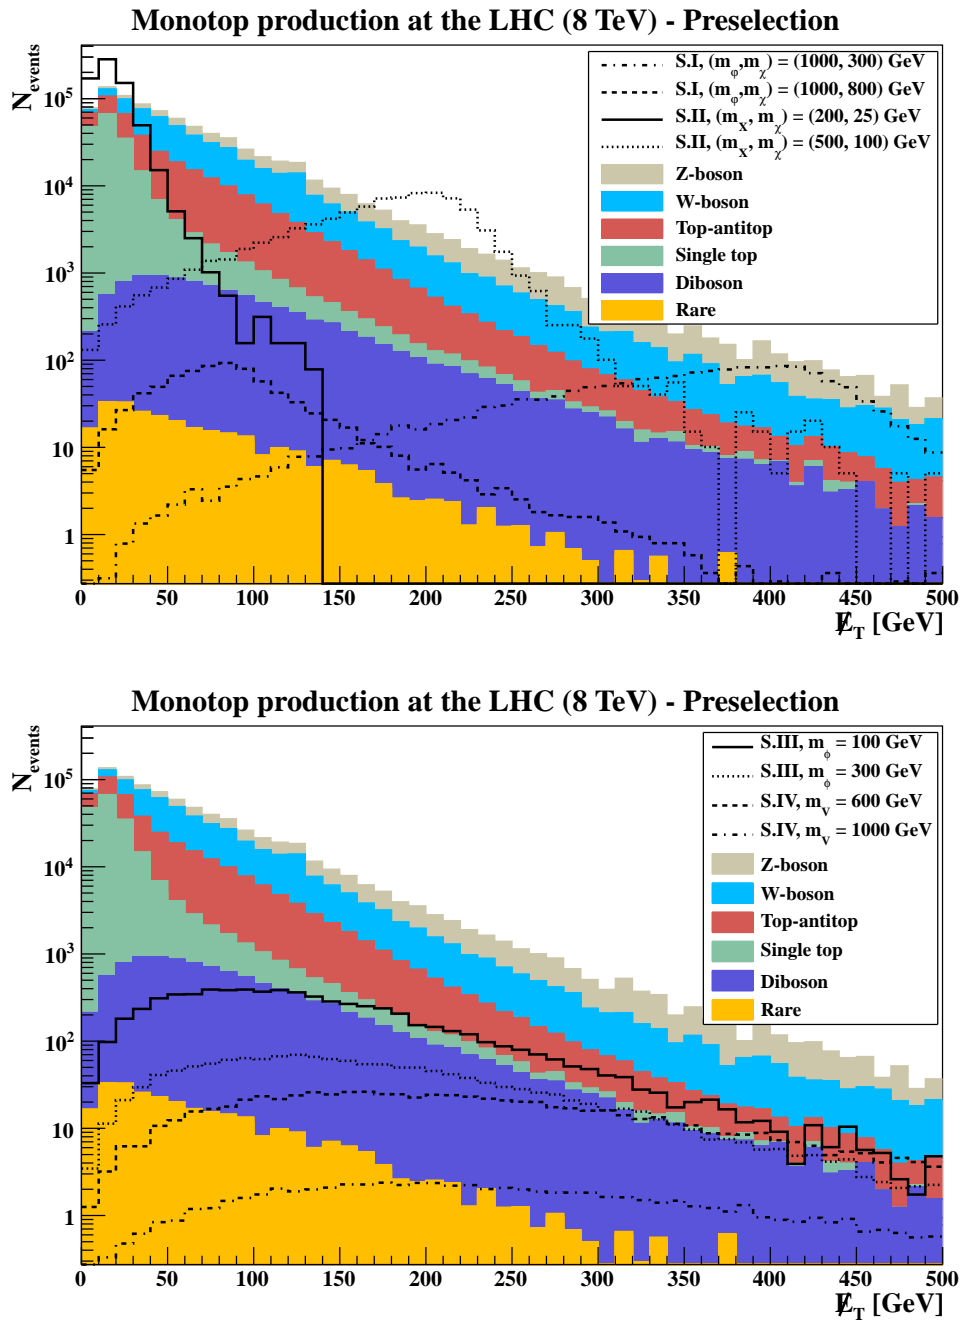 Monotop production at the LHC (8 TeV) - Preselection
N_events
S.I, (m_φ,m_χ) = (1000, 300) GeV
S.I, (m_φ,m_χ) = (1000, 800) GeV
S.II, (m_X, m_χ) = (200, 25) GeV
S.II, (m_X, m_χ) = (500, 100) GeV
Z-boson
W-boson
Top-antitop
Single top
Diboson
Rare
10^5
10^4
10^3
10^2
10
1
0 50 100 150 200 250 300 350 400 450 500
E̸_T [GeV]
Monotop production at the LHC (8 TeV) - Preselection
N_events
S.III, m_ϕ = 100 GeV
S.III, m_ϕ = 300 GeV
S.IV, m_V = 600 GeV
S.IV, m_V = 1000 GeV
Z-boson
W-boson
Top-antitop
Single top
Diboson
Rare
10^5
10^4
10^3
10^2
10
1
0 50 100 150 200 250 300 350 400 450 500
E̸_T [GeV]